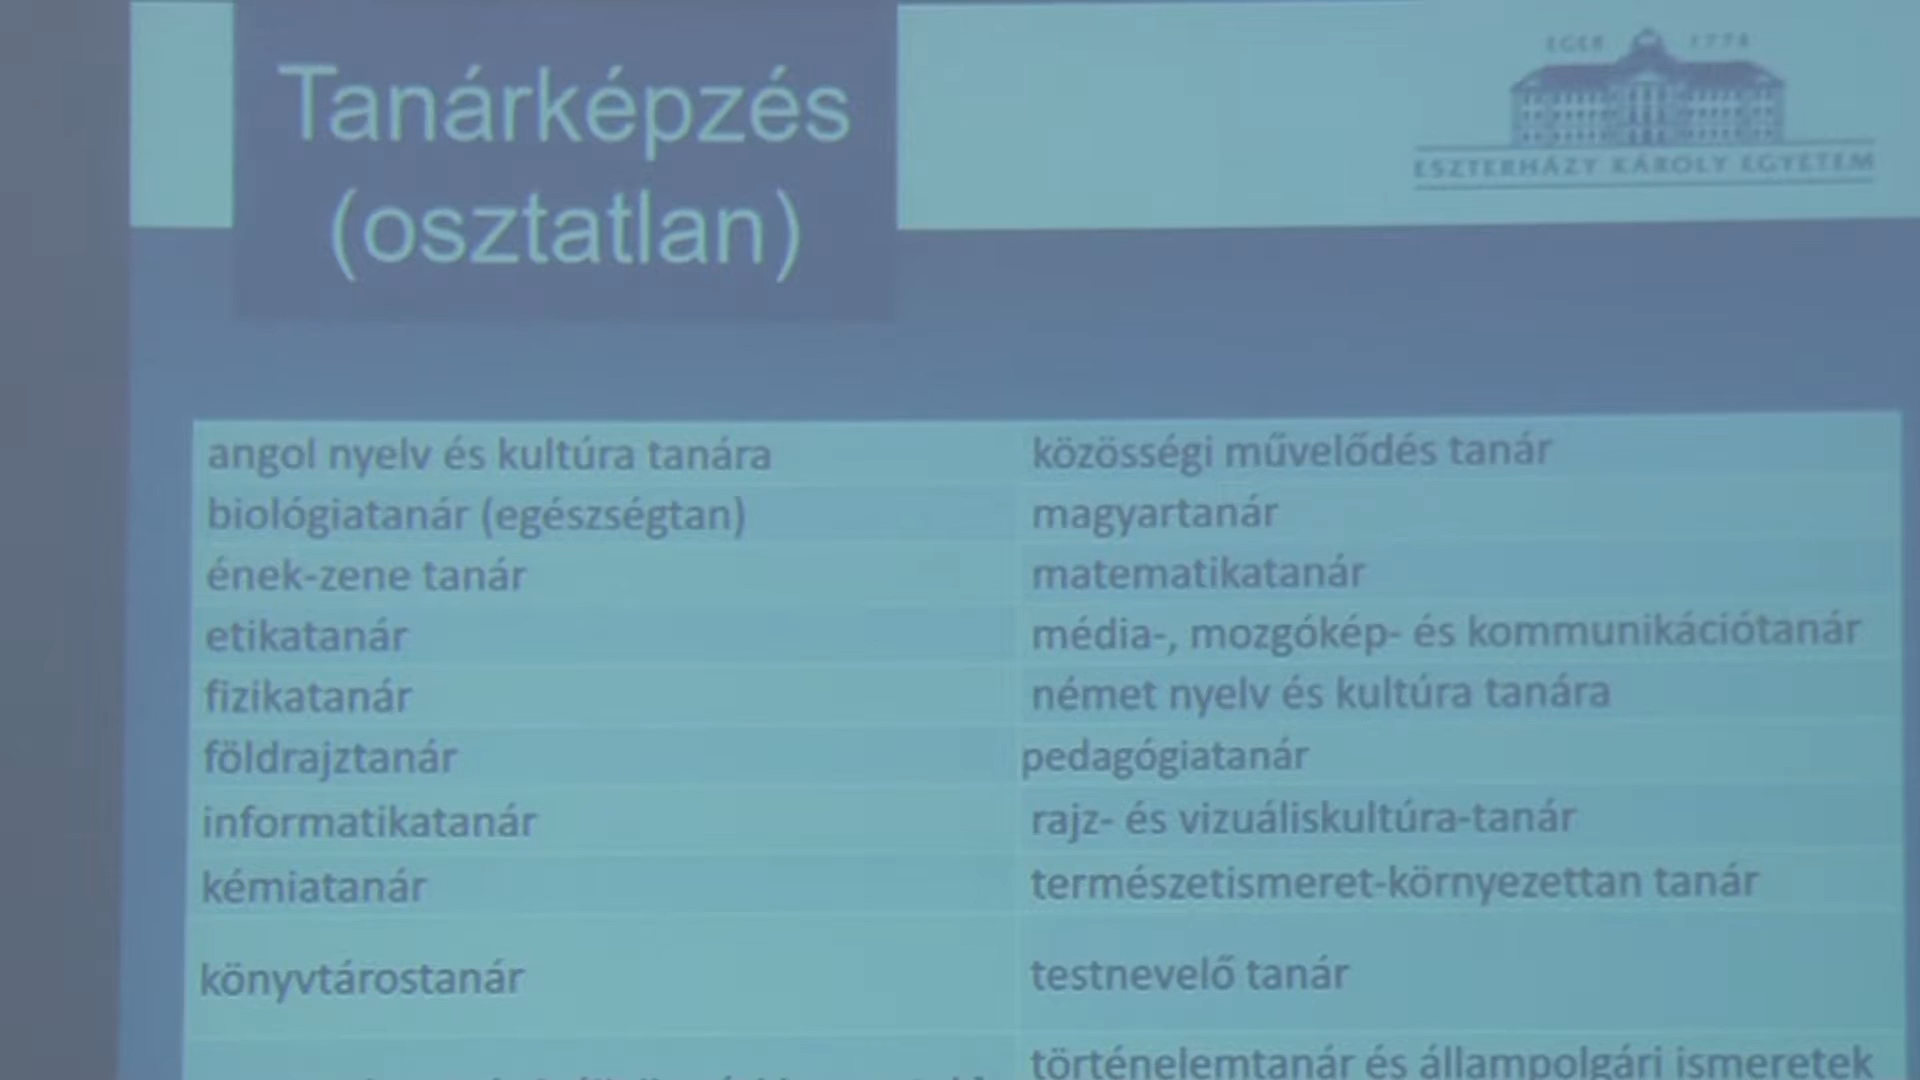 Tanárképzés
(osztatlan)
EGER 1774
ESZTERHÁZY KÁROLY EGYETEM
angol nyelv és kultúra tanára
közösségi művelődés tanár
biológiatanár (egészségtan)
magyartanár
ének-zene tanár
matematikatanár
etikatanár
média-, mozgókép- és kommunikációtanár
fizikatanár
német nyelv és kultúra tanára
földrajztanár
pedagógiatanár
informatikatanár
rajz- és vizuáliskultúra-tanár
kémiatanár
természetismeret-környezettan tanár
könyvtárostanár
testnevelő tanár
történelemtanár és állampolgári ismeretek